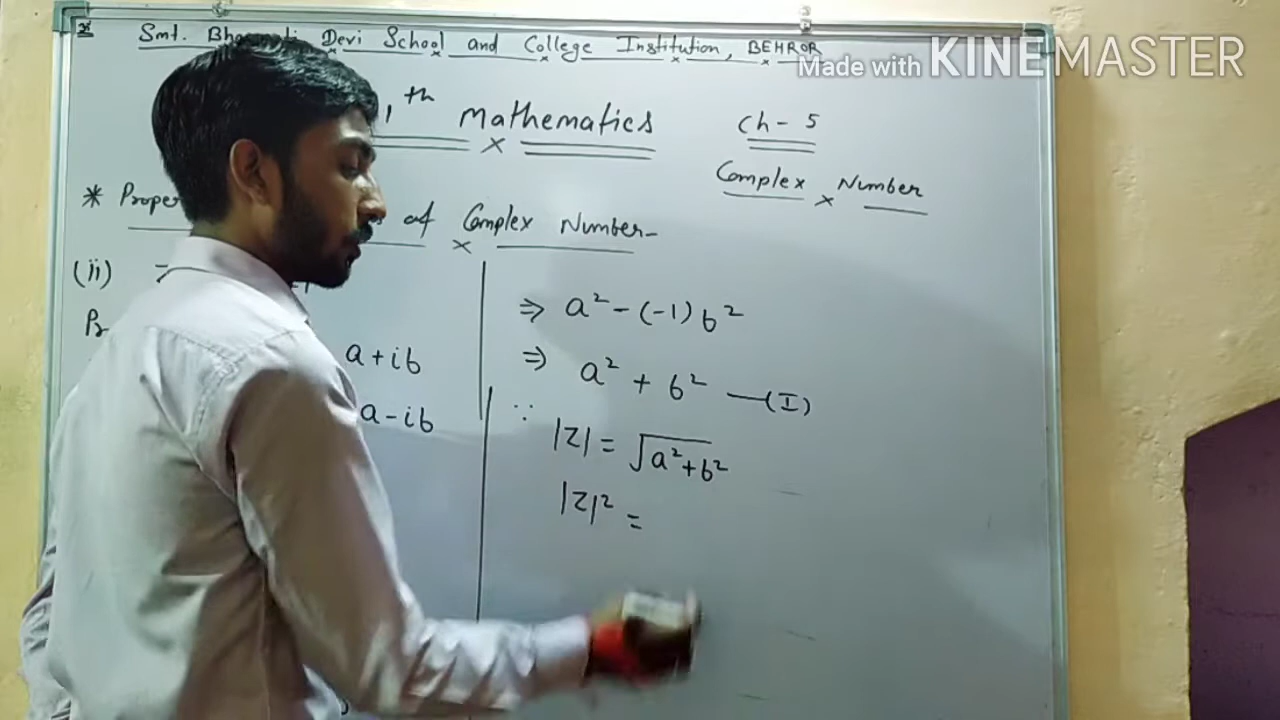 Smt. Devi School and College Institution, BEHROR
Made with KINEMASTER
th Mathematics
Ch - 5
Complex Number
* of Complex Number-
(ii)
a+ib
a-ib
⇒ a² - (-1) b²
⇒ a² + b² —(I)
∵ |Z| = √a²+b²
|Z|² =